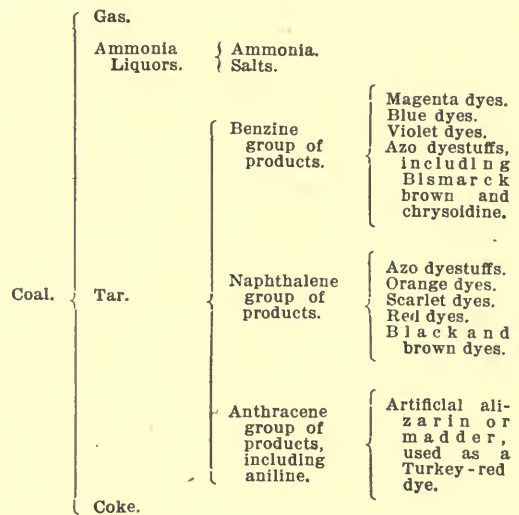 Gas.
Ammonia
Liquors.
Ammonia.
Salts.
Benzine
group of
products.
Magenta dyes.
Blue dyes.
Violet dyes.
Azo dyestuffs,
including
Bismarck
brown and
chrysoidine.
Coal.
Tar.
Naphthalene
group of
products.
Azo dyestuffs.
Orange dyes.
Scarlet dyes.
Red dyes.
Black and
brown dyes.
Anthracene
group of
products,
including
aniline.
Artificial ali-
zarin or
madder,
used as a
Turkey-red
dye.
Coke.